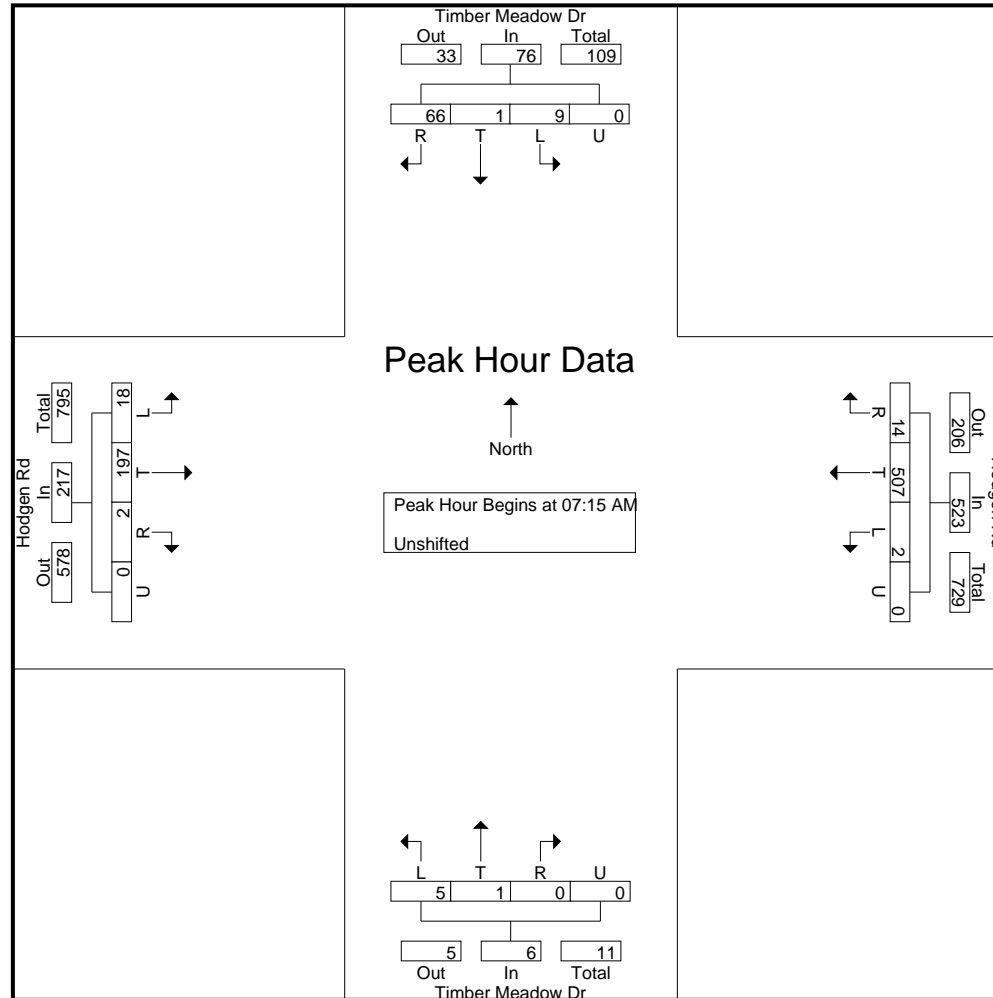 Timber Meadow Dr
Out In Total
33 76 109
66 1 9 0
R T L U
Peak Hour Data
North
Peak Hour Begins at 07:15 AM
Unshifted
Hodgen Rd
Total In Out
795 217 578
18 197 2 0
L T R U
R T L U
14 507 2 0
Out In Total
206 523 729
L T R U
5 1 0 0
5 6 11
Out In Total
Timber Meadow Dr